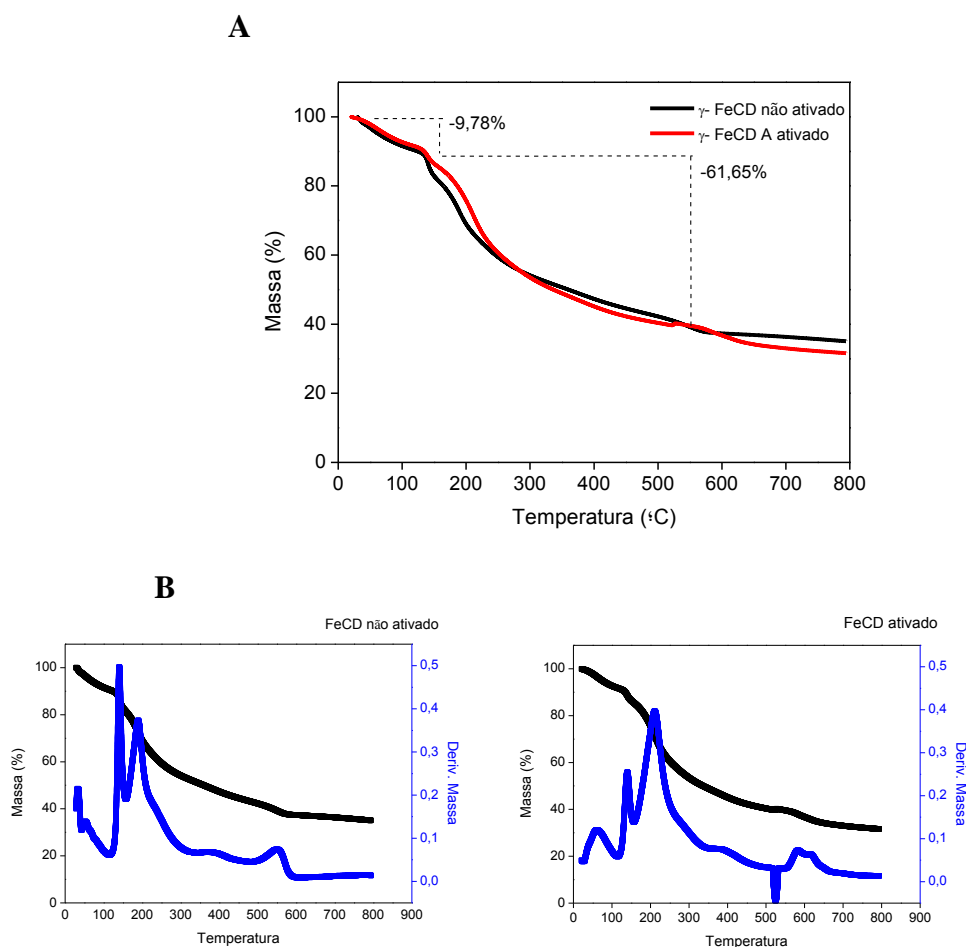 A
γ- FeCD não ativado
γ- FeCD A ativado
-9,78%
-61,65%
Massa (%)
100
80
60
40
20
0
0 100 200 300 400 500 600 700 800
Temperatura (°C)
B
FeCD não ativado
Massa (%)
100
80
60
40
20
0
0,5
0,4
0,3
0,2
0,1
0,0
Deriv. Massa
0 100 200 300 400 500 600 700 800 900
Temperatura
FeCD ativado
Massa (%)
100
80
60
40
20
0
0,5
0,4
0,3
0,2
0,1
0,0
Deriv. Massa
0 100 200 300 400 500 600 700 800 900
Temperatura